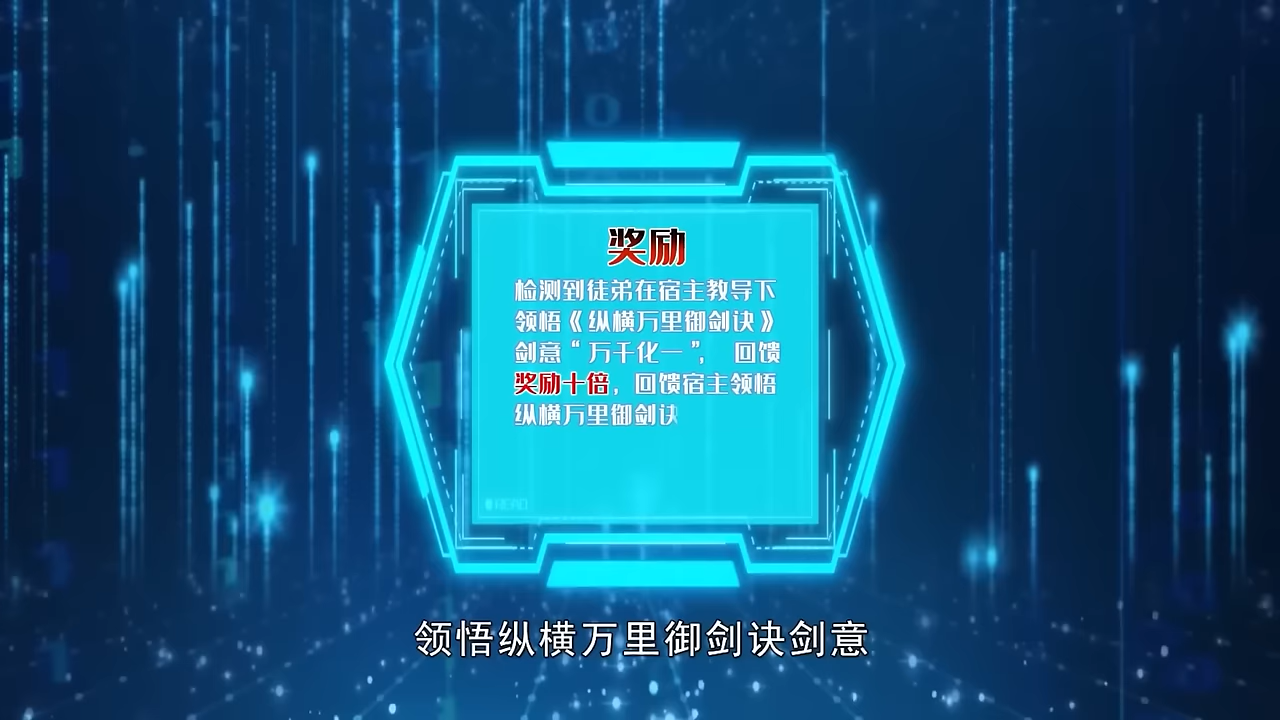 奖励
检测到徒弟在宿主教导下
领悟《纵横万里御剑诀》
剑意“万千化一”， 回馈
奖励十倍，回馈宿主领悟
纵横万里御剑诀
领悟纵横万里御剑诀剑意